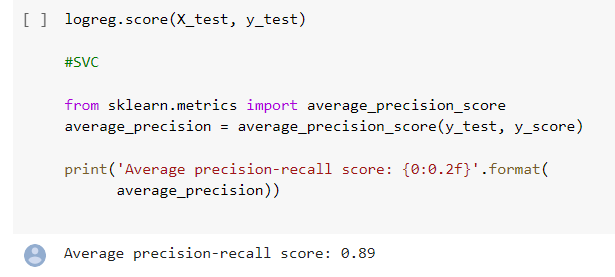 [ ] logreg.score(X_test, y_test)
#SVC
from sklearn.metrics import average_precision_score
average_precision = average_precision_score(y_test, y_score)
print('Average precision-recall score: {0:0.2f}'.format(
      average_precision))
Average precision-recall score: 0.89